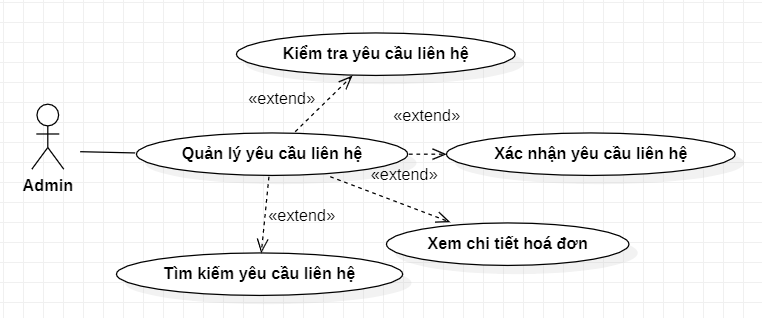 Kiểm tra yêu cầu liên hệ
«extend»
«extend»
Quản lý yêu cầu liên hệ
Xác nhận yêu cầu liên hệ
«extend»
Admin
«extend»
Xem chi tiết hoá đơn
Tìm kiếm yêu cầu liên hệ